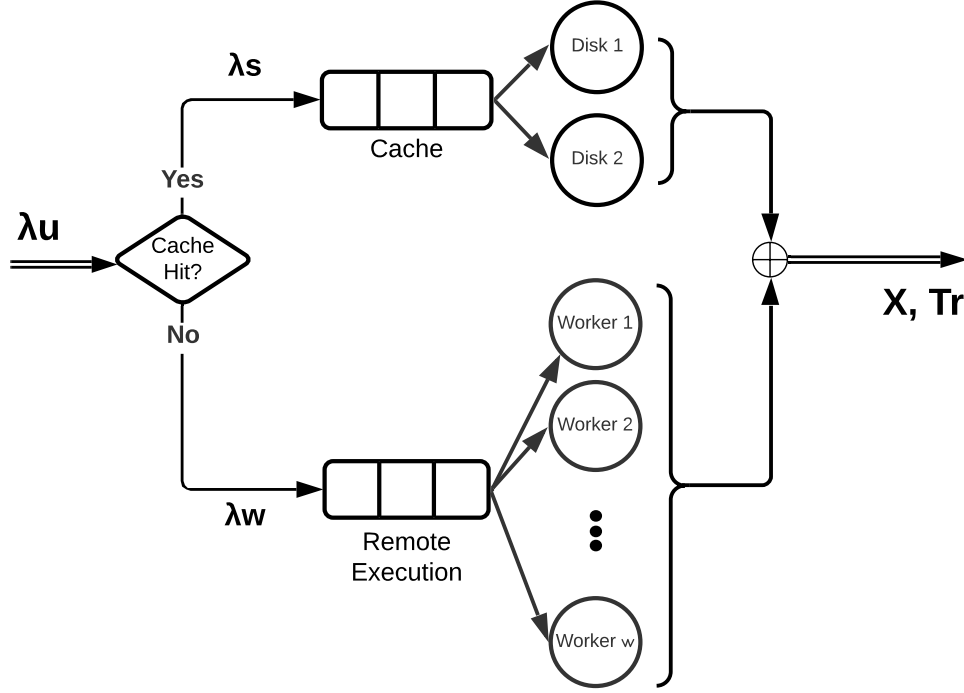 λs
Disk 1
Cache
Disk 2
Yes
λu
Cache
Hit?
X, Tr
No
Worker 1
Worker 2
λw
Remote
Execution
Worker w